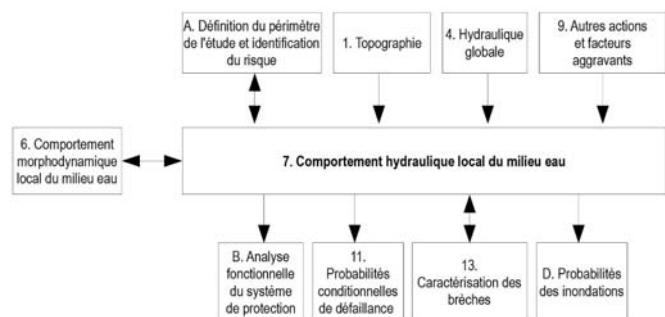 A. Définition du périmètre
de l'étude et identification
du risque
1. Topographie
4. Hydraulique
globale
9. Autres actions
et facteurs
aggravants
6. Comportement
morphodynamique
local du milieu eau
7. Comportement hydraulique local du milieu eau
B. Analyse
fonctionnelle
du système
de protection
11.
Probabilités
conditionnelles
de défaillance
13.
Caractérisation des
brèches
D. Probabilités
des inondations